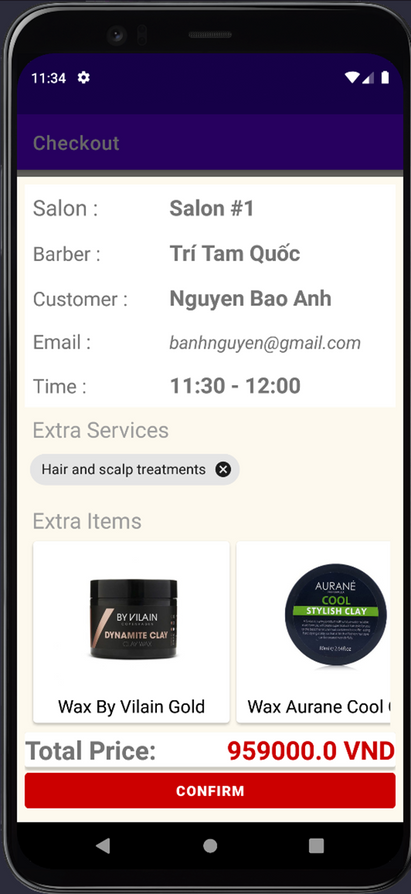 11:34
Checkout
Salon : Salon #1
Barber : Trí Tam Quốc
Customer : Nguyen Bao Anh
Email : banhnguyen@gmail.com
Time : 11:30 - 12:00
Extra Services
Hair and scalp treatments
Extra Items
BY VILAIN
DYNAMITE CLAY
CLAY WAX
Wax By Vilain Gold
AURANÉ
COOL
STYLISH CLAY
Wax Aurane Cool
Total Price: 959000.0 VND
CONFIRM